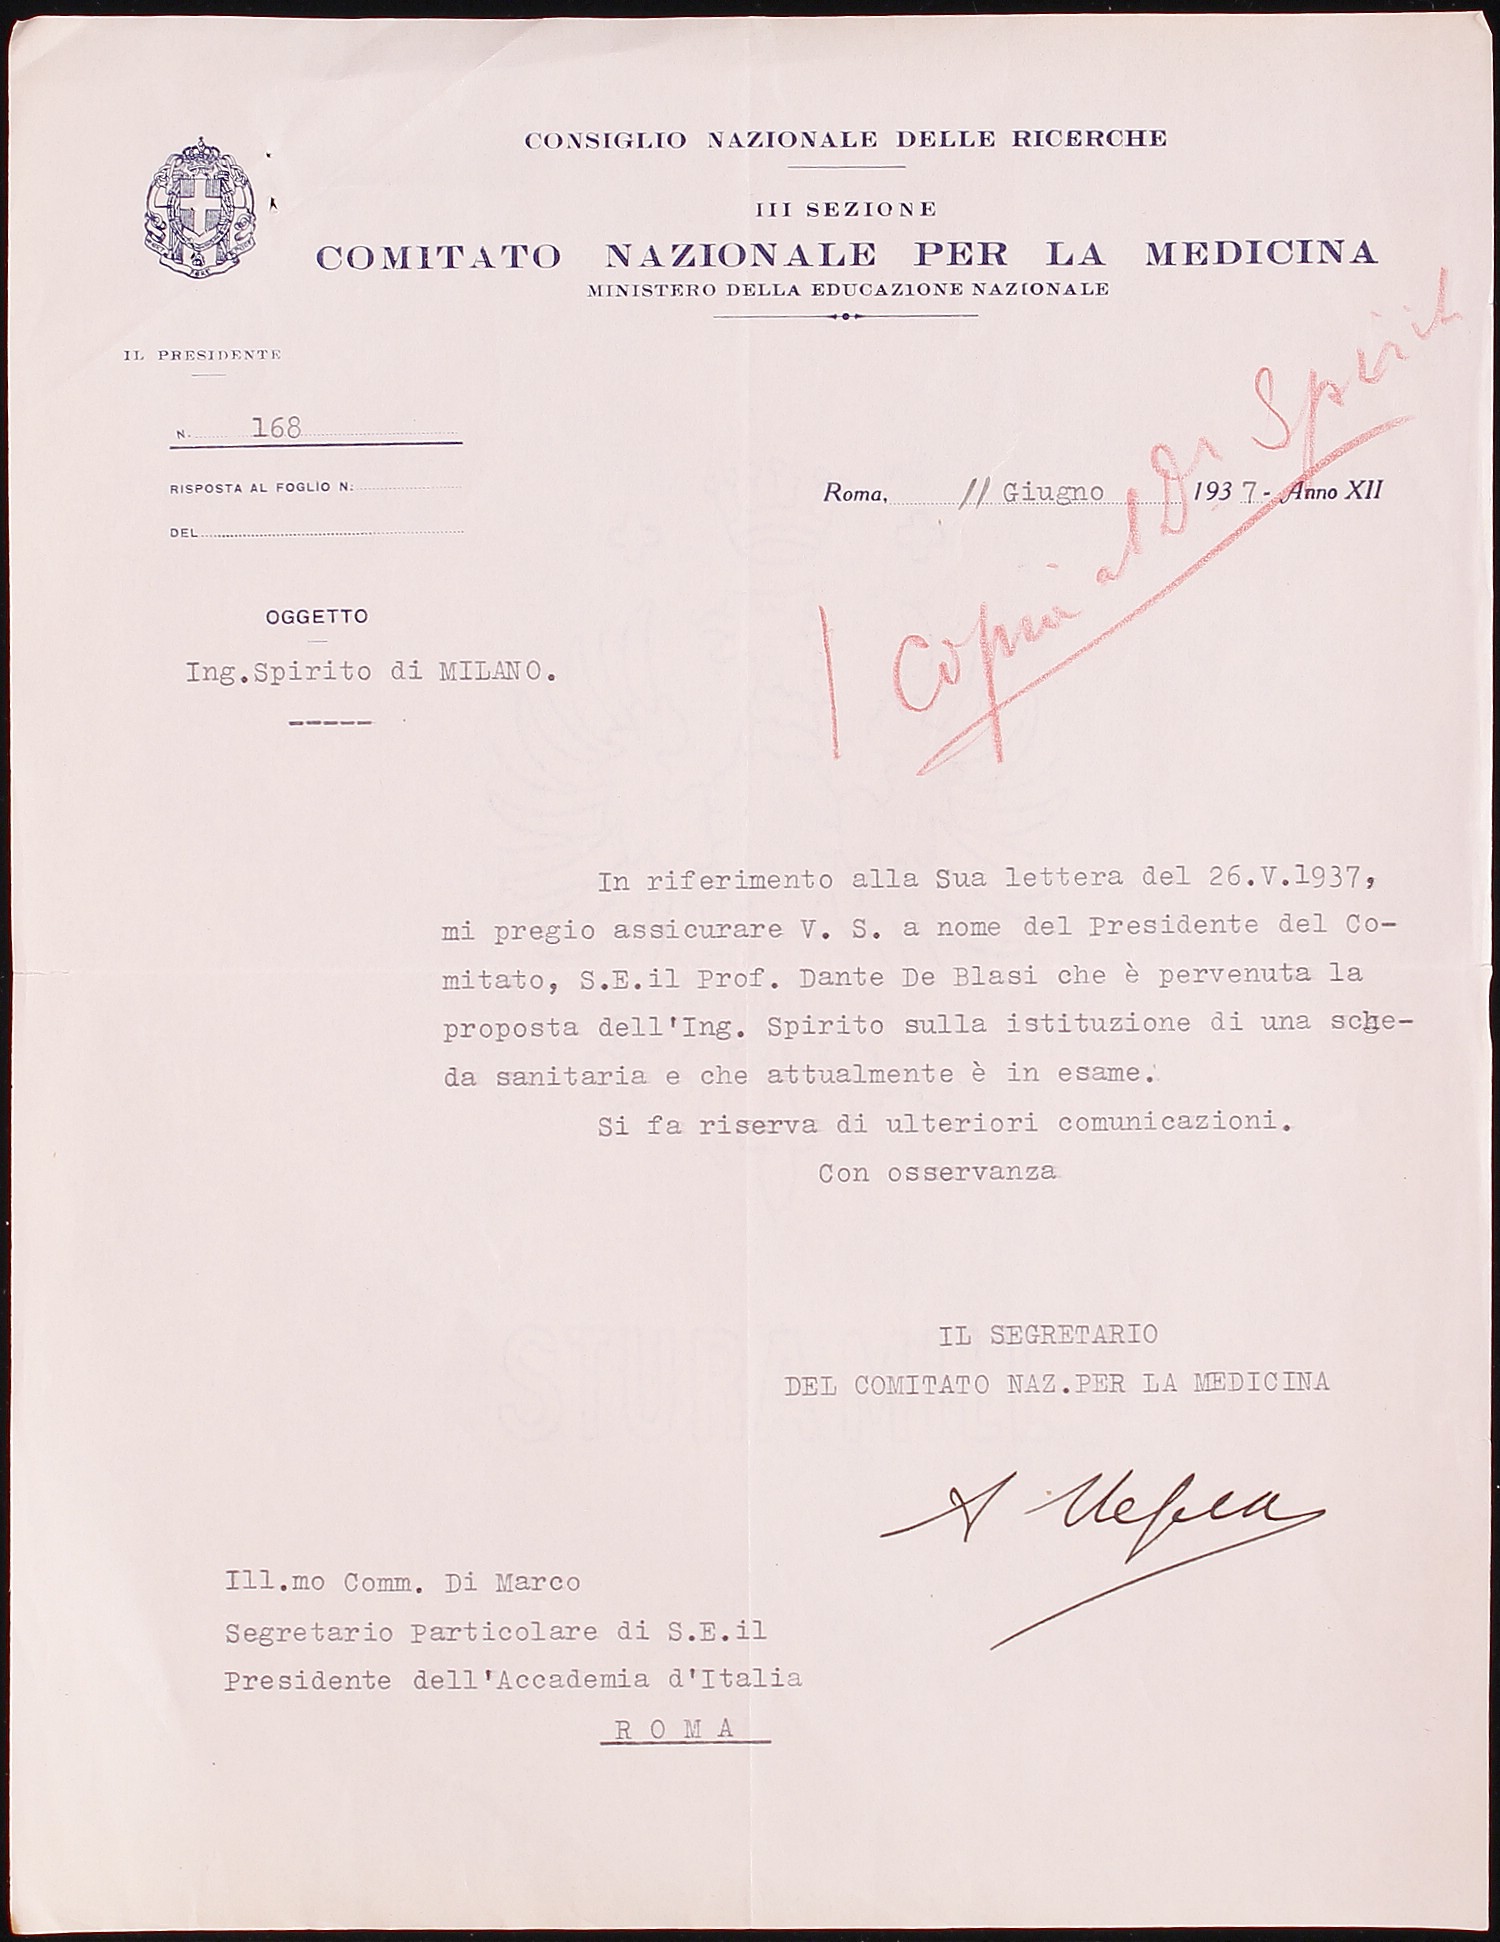 CONSIGLIO NAZIONALE DELLE RICERCHE
III SEZIONE
COMITATO NAZIONALE PER LA MEDICINA
MINISTERO DELLA EDUCAZIONE NAZIONALE
IL PRESIDENTE
N. 168
RISPOSTA AL FOGLIO N:
DEL
Roma, 11 Giugno 1937- Anno XII
Copia al Dr Spirito
OGGETTO
Ing.Spirito di MILANO.
In riferimento alla Sua lettera del 26.V.1937,
mi pregio assicurare V. S. a nome del Presidente del Co-
mitato, S.E.il Prof. Dante De Blasi che è pervenuta la
proposta dell'Ing. Spirito sulla istituzione di una sche-
da sanitaria e che attualmente è in esame.
Si fa riserva di ulteriori comunicazioni.
Con osservanza
IL SEGRETARIO
DEL COMITATO NAZ.PER LA MEDICINA
A
Ill.mo Comm. Di Marco
Segretario Particolare di S.E.il
Presidente dell'Accademia d'Italia
R O M A